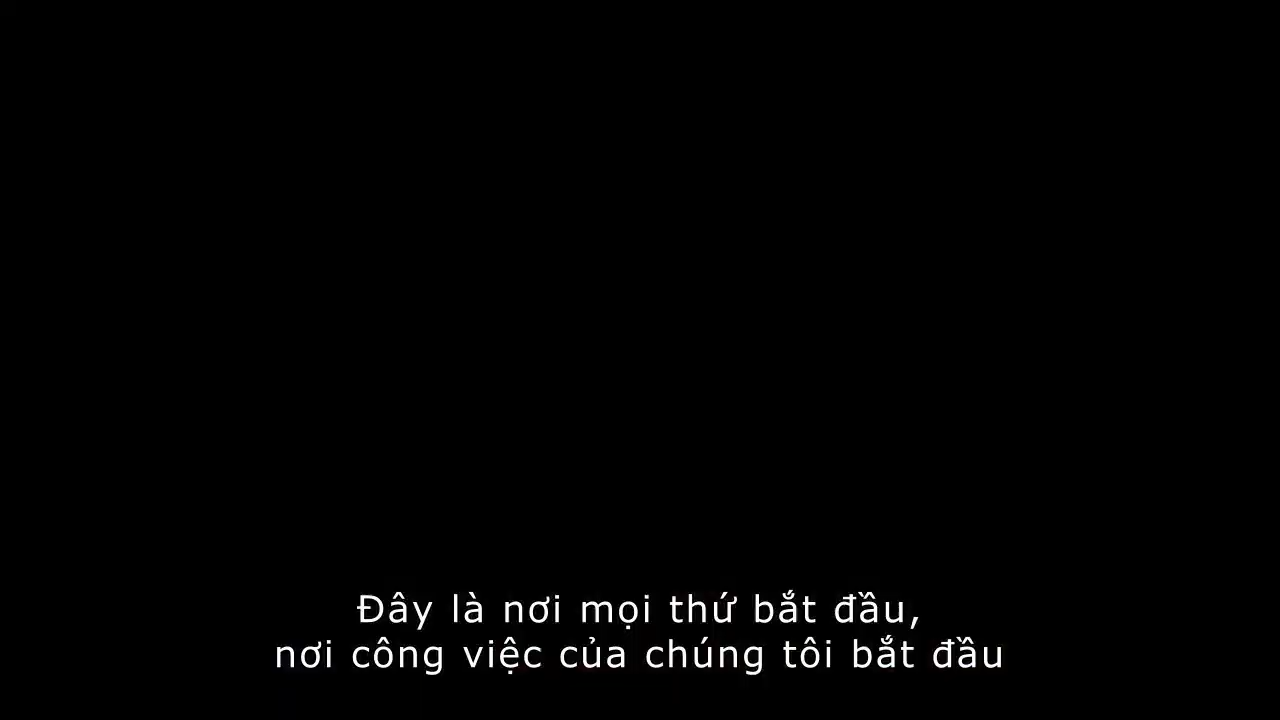 Đây là nơi mọi thứ bắt đầu,
nơi công việc của chúng tôi bắt đầu